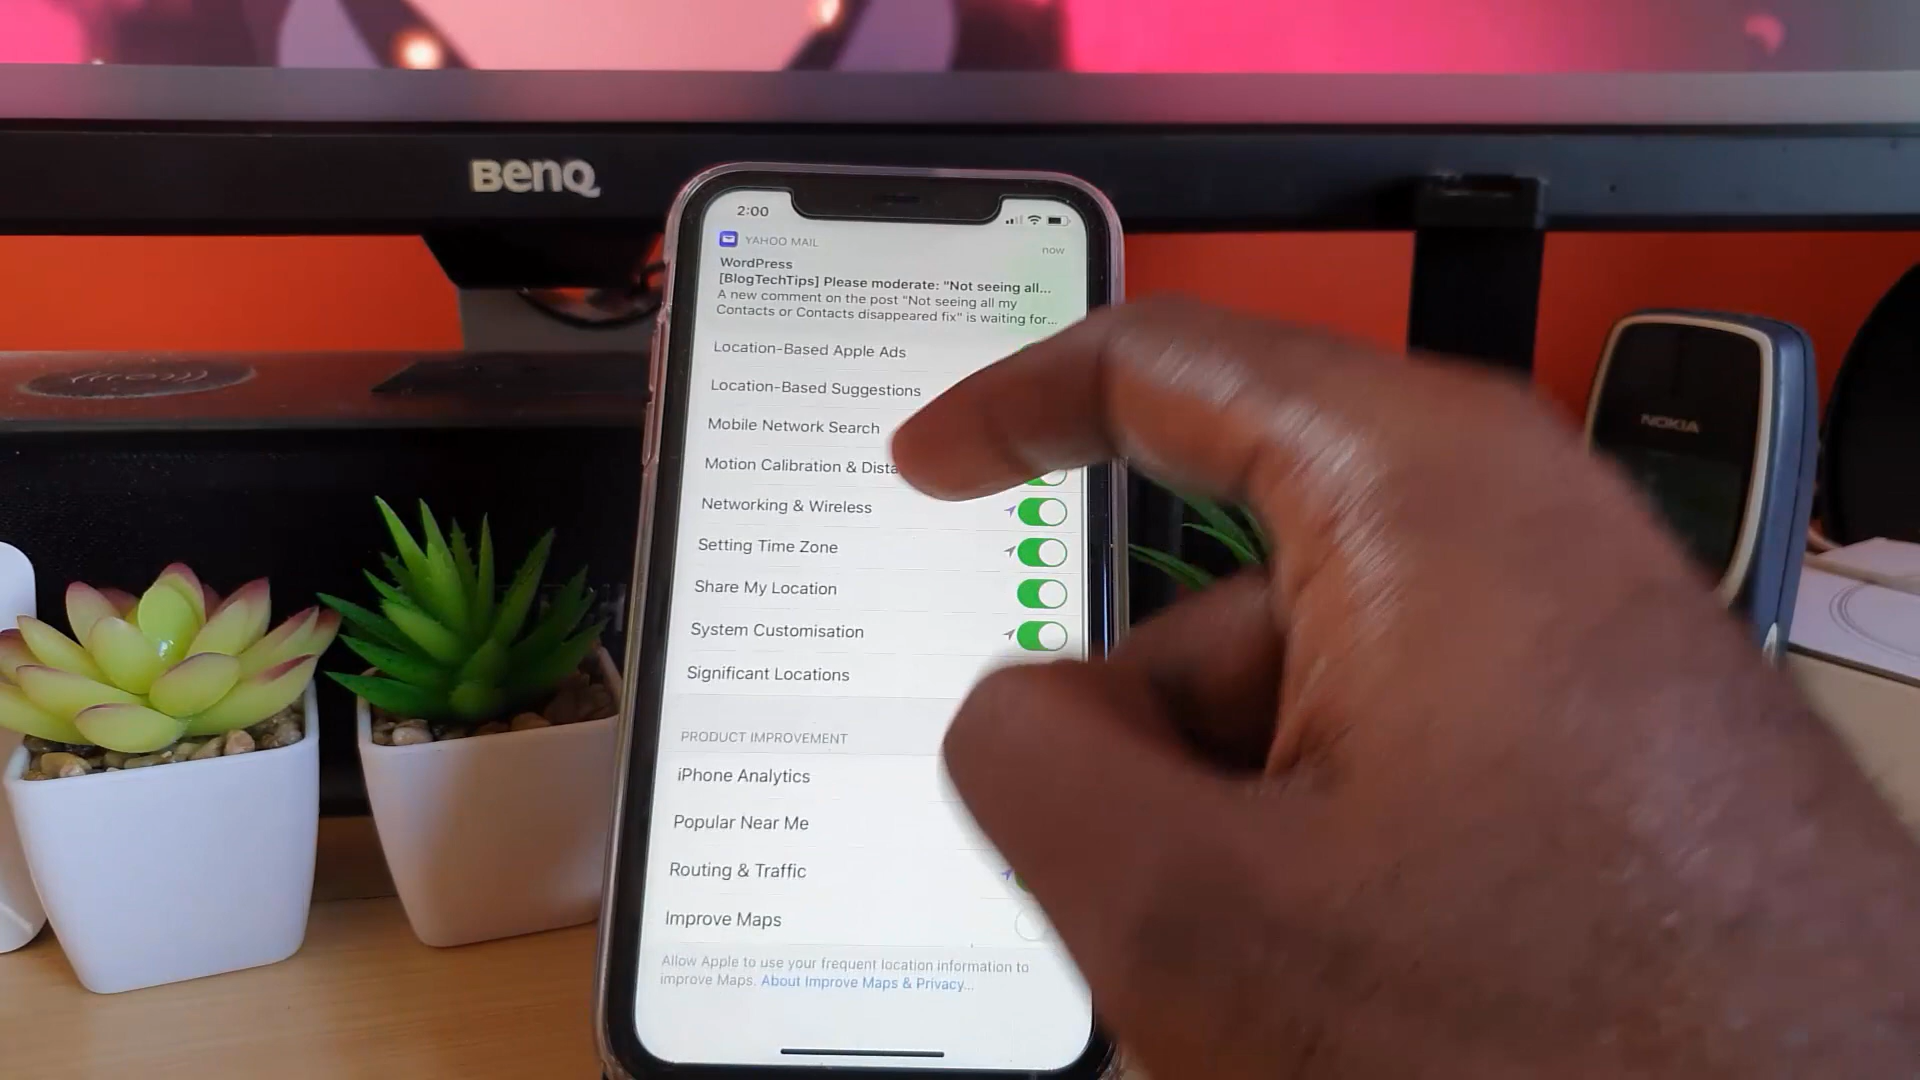 BenQ
2:00
YAHOO MAIL
now
WordPress
[BlogTechTips] Please moderate: "Not seeing all...
A new comment on the post "Not seeing all my
Contacts or Contacts disappeared fix" is waiting for...
Location-Based Apple Ads
Location-Based Suggestions
Mobile Network Search
Motion Calibration & Dista
Networking & Wireless
Setting Time Zone
Share My Location
System Customisation
Significant Locations
PRODUCT IMPROVEMENT
iPhone Analytics
Popular Near Me
Routing & Traffic
Improve Maps
Allow Apple to use your frequent location information to
improve Maps. About Improve Maps & Privacy...
NOKIA